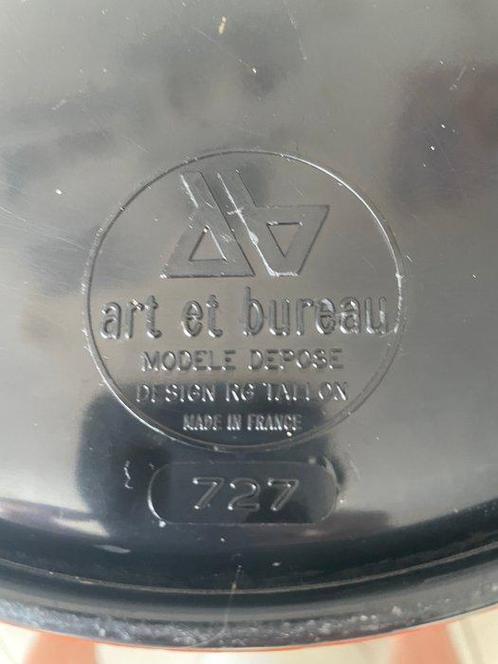 art et bureau
MODELE DEPOSE
DESIGN RG TALLON
MADE IN FRANCE
727